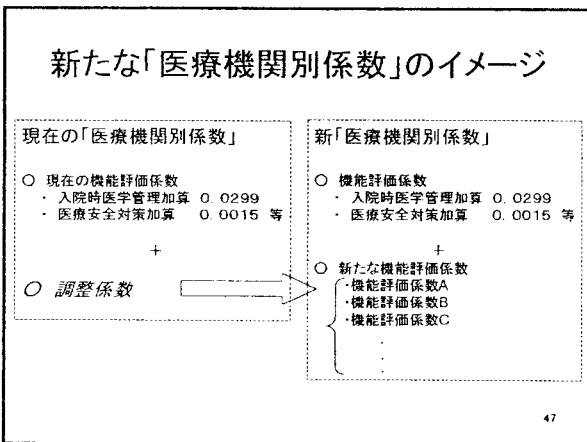 新たな「医療機関別係数」のイメージ
現在の「医療機関別係数」
○ 現在の機能評価係数
・ 入院時医学管理加算 0.0299
・ 医療安全対策加算 0.0015 等
+
○ 調整係数
新「医療機関別係数」
○ 機能評価係数
・ 入院時医学管理加算 0.0299
・ 医療安全対策加算 0.0015 等
+
○ 新たな機能評価係数
・機能評価係数A
・機能評価係数B
・機能評価係数C
・
・
・
47